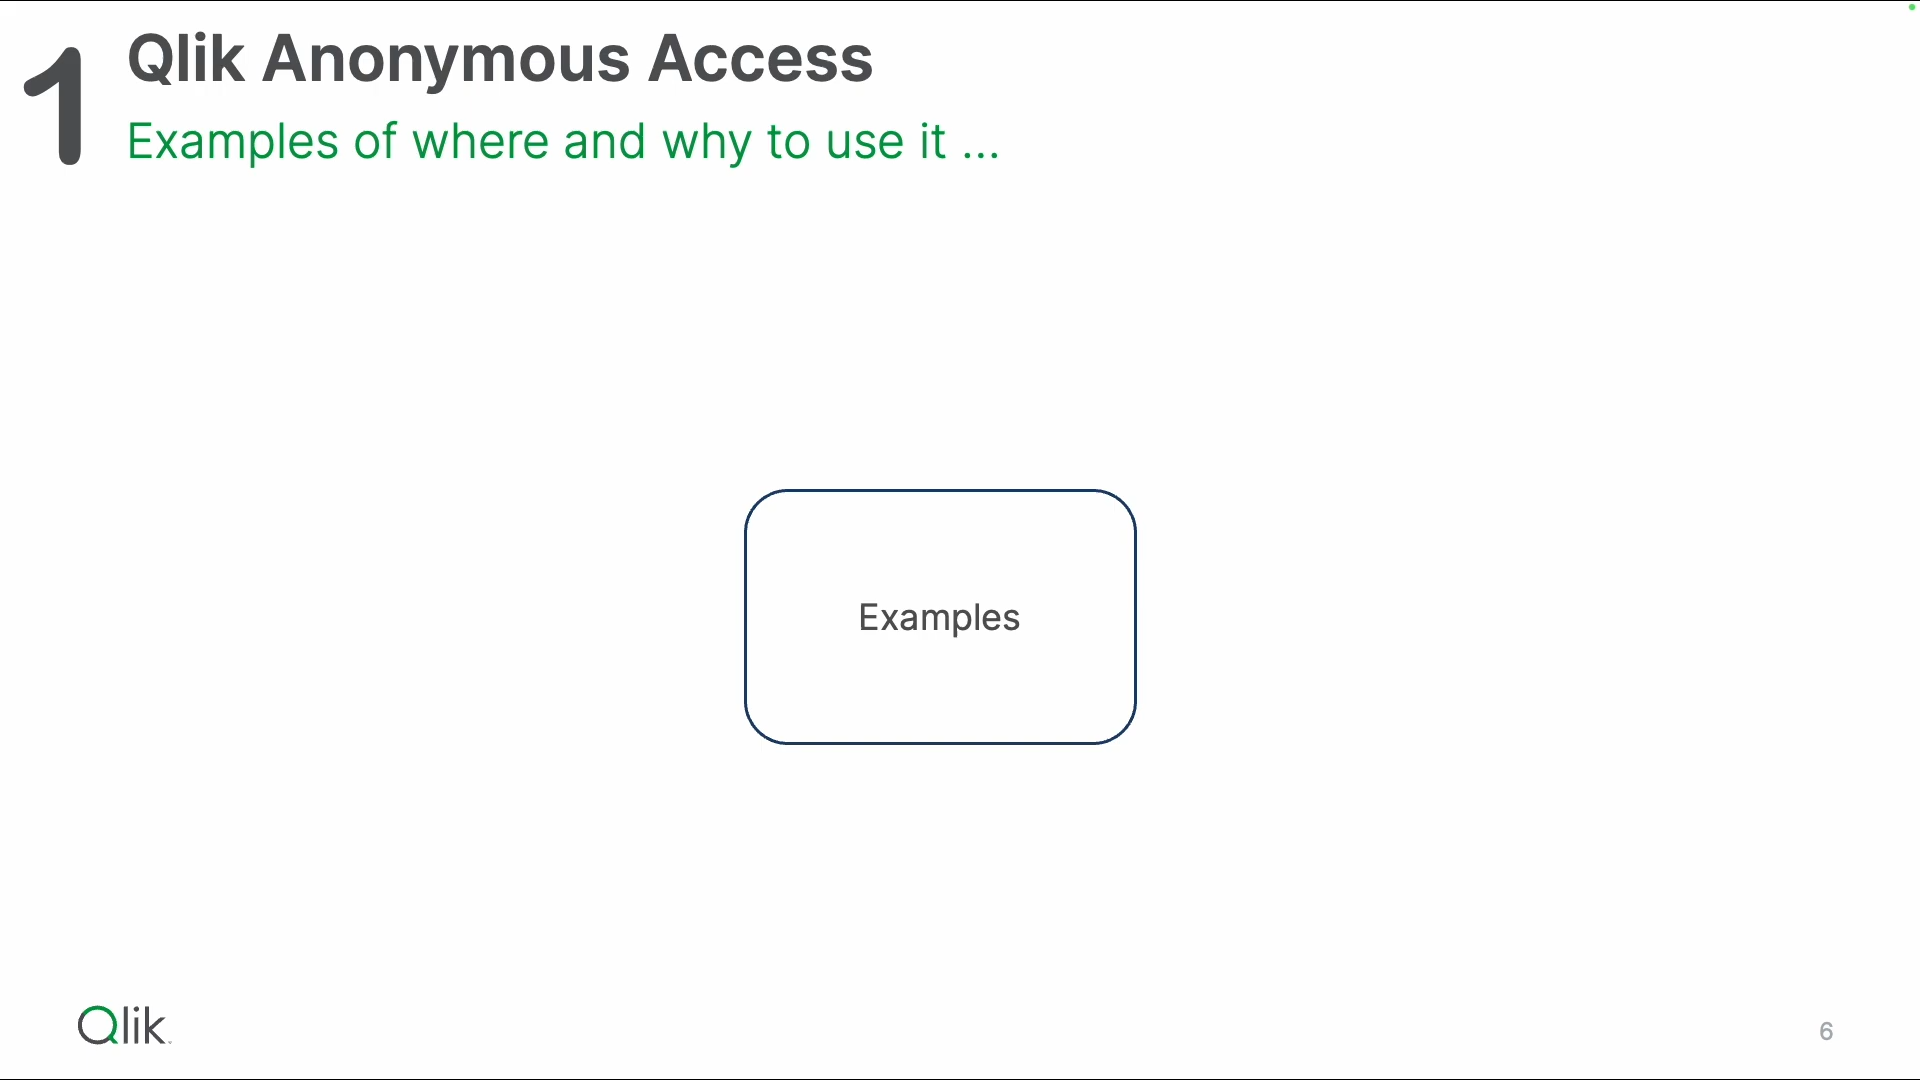 1
Qlik Anonymous Access
Examples of where and why to use it ...
Examples
Qlik
6